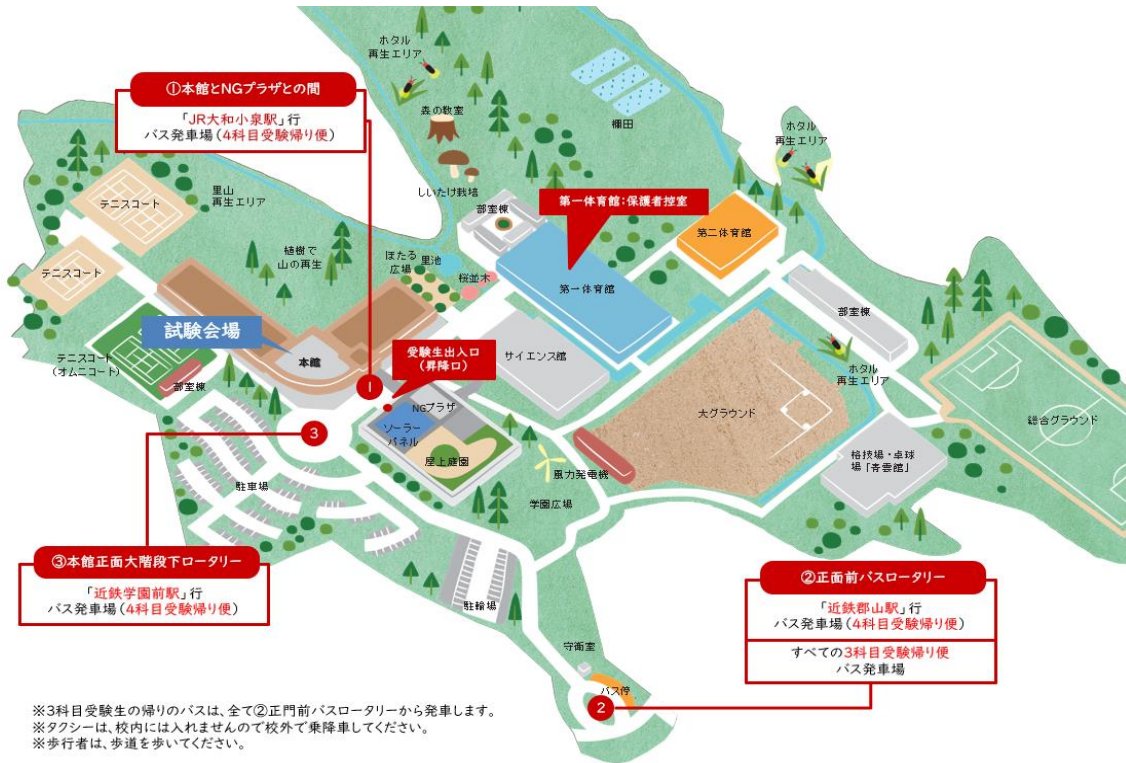 ホタル
再生エリア
①本館とNGプラザとの間
「JR大和小泉駅」行
バス発車場(4科目受験帰り便)
森の教室
棚田
ホタル
再生エリア
しいたけ栽培
テニスコート
里山
再生エリア
部室棟
第一体育館:保護者控室
第二体育館
植樹で
山の再生
ほたる
広場
里池
桜並木
テニスコート
第一体育館
部室棟
試験会場
本館
受験生出入口
(昇降口)
サイエンス館
テニスコート
(オムニコート)
部室棟
1
NGプラザ
ホタル
再生エリア
大グラウンド
総合グラウンド
3
ソーラー
パネル
屋上庭園
格技場・卓球
場「青雲館」
風力発電機
駐車場
学園広場
③本館正面大階段下ロータリー
「近鉄学園前駅」行
バス発車場(4科目受験帰り便)
②正面前バスロータリー
「近鉄郡山駅」行
バス発車場(4科目受験帰り便)
すべての3科目受験帰り便
バス発車場
駐輪場
守衛室
バス停
2
※3科目受験生の帰りのバスは、全て②正門前バスロータリーから発車します。
※タクシーは、校内には入れませんので校外で乗降車してください。
※歩行者は、歩道を歩いてください。